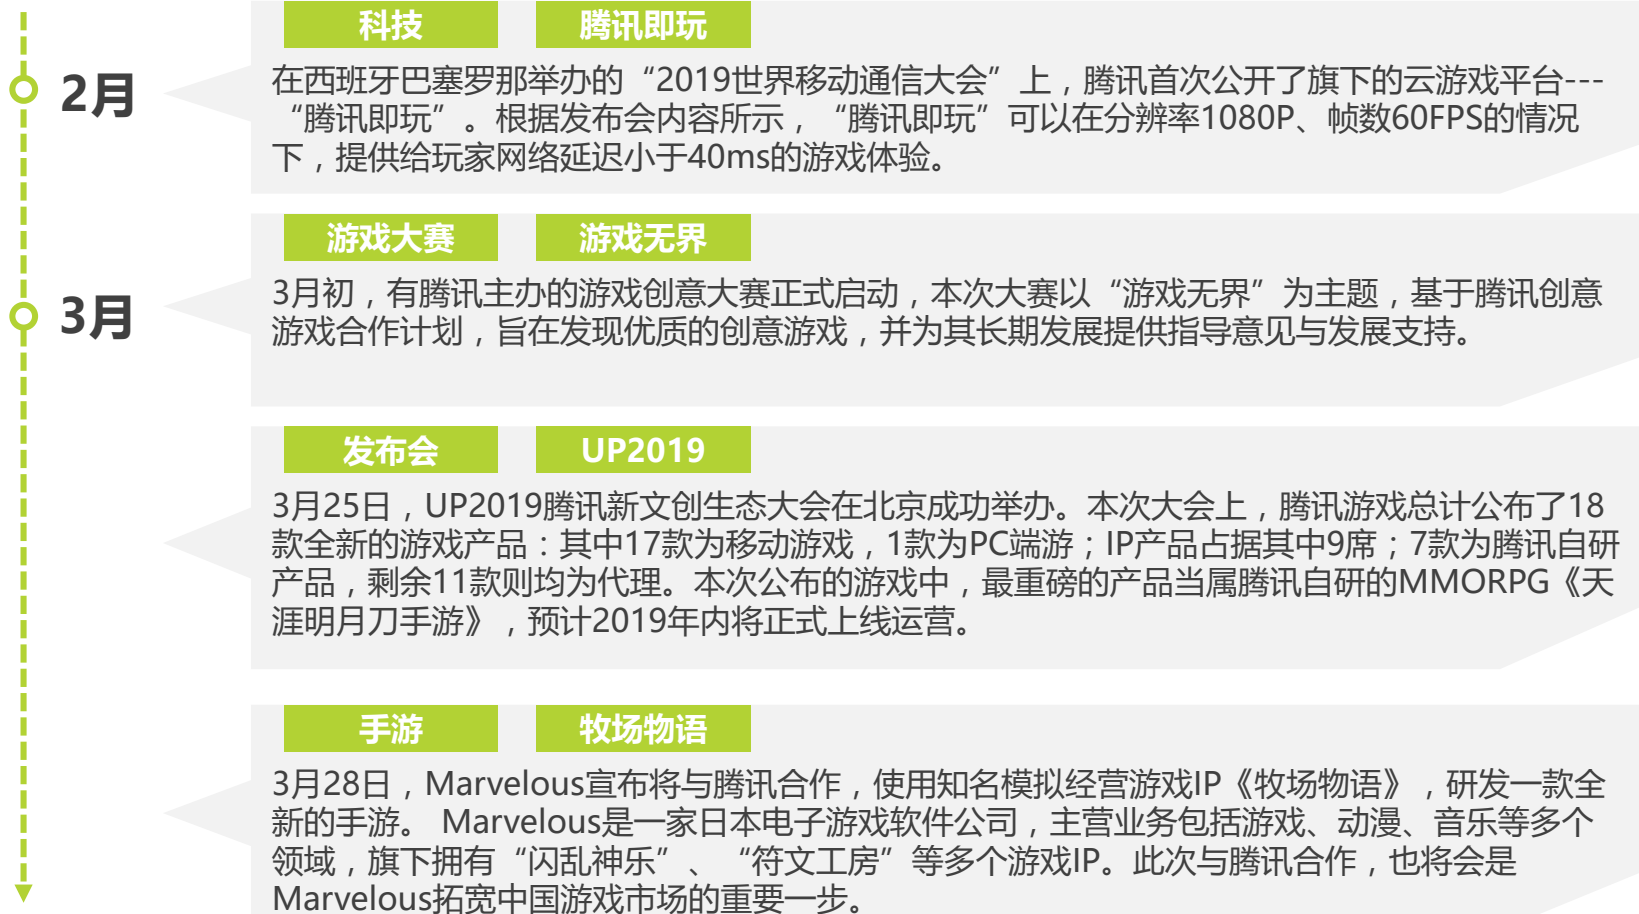 科技 腾讯即玩
2月
在西班牙巴塞罗那举办的“2019世界移动通信大会”上，腾讯首次公开了旗下的云游戏平台---
“腾讯即玩”。根据发布会内容所示，“腾讯即玩”可以在分辨率1080P、帧数60FPS的情况
下，提供给玩家网络延迟小于40ms的游戏体验。
游戏大赛 游戏无界
3月
3月初，有腾讯主办的游戏创意大赛正式启动，本次大赛以“游戏无界”为主题，基于腾讯创意
游戏合作计划，旨在发现优质的创意游戏，并为其长期发展提供指导意见与发展支持。
发布会 UP2019
3月25日，UP2019腾讯新文创生态大会在北京成功举办。本次大会上，腾讯游戏总计公布了18
款全新的游戏产品：其中17款为移动游戏，1款为PC端游；IP产品占据其中9席；7款为腾讯自研
产品，剩余11款则均为代理。本次公布的游戏中，最重磅的产品当属腾讯自研的MMORPG《天
涯明月刀手游》，预计2019年内将正式上线运营。
手游 牧场物语
3月28日，Marvelous宣布将与腾讯合作，使用知名模拟经营游戏IP《牧场物语》，研发一款全
新的手游。 Marvelous是一家日本电子游戏软件公司，主营业务包括游戏、动漫、音乐等多个
领域，旗下拥有“闪乱神乐”、“符文工房”等多个游戏IP。此次与腾讯合作，也将会是
Marvelous拓宽中国游戏市场的重要一步。